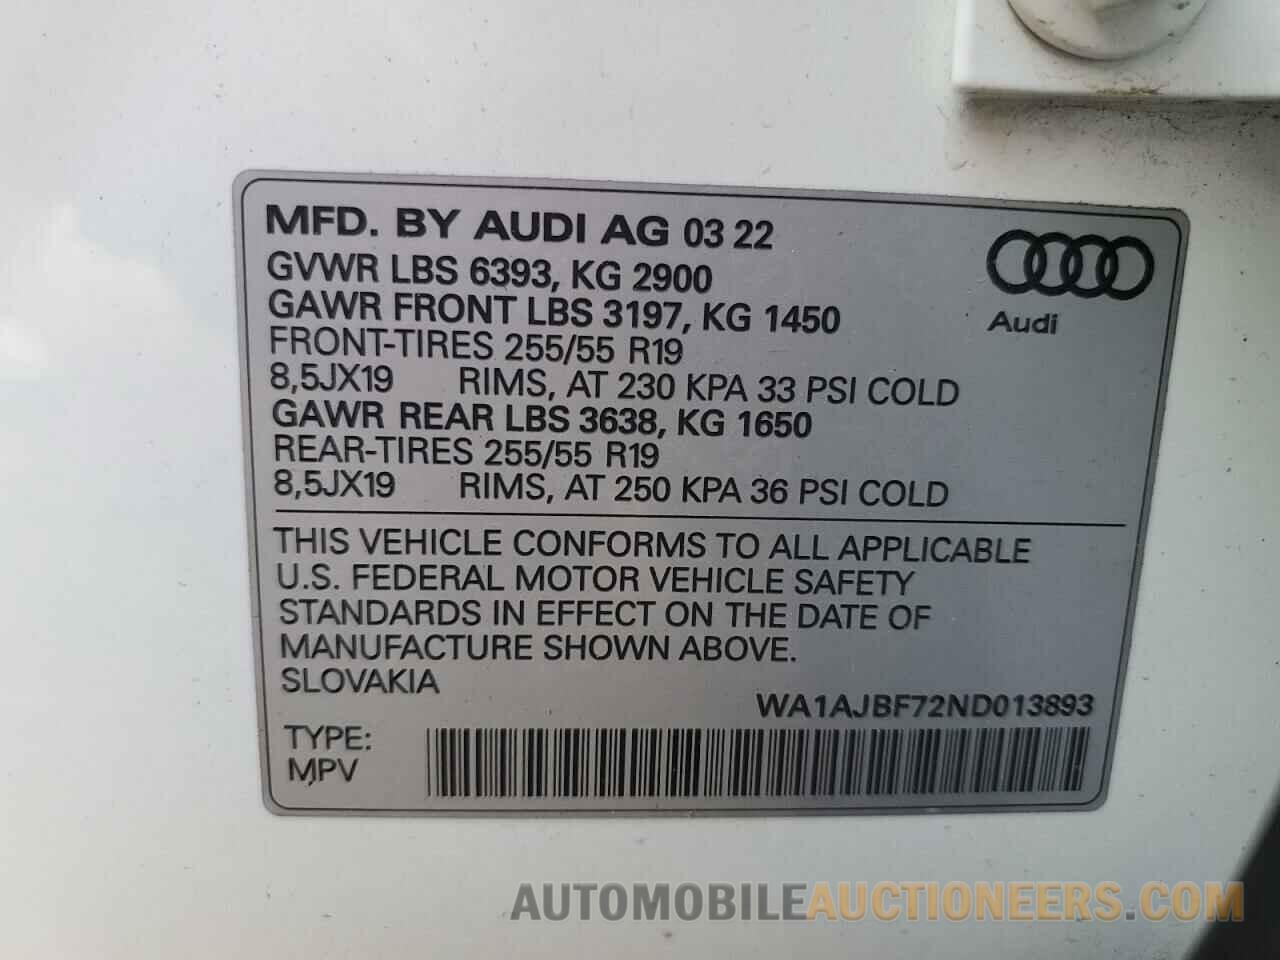 MFD. BY AUDI AG 03 22
GVWR LBS 6393, KG 2900
GAWR FRONT LBS 3197, KG 1450
FRONT-TIRES 255/55 R19
8,5JX19 RIMS, AT 230 KPA 33 PSI COLD
GAWR REAR LBS 3638, KG 1650
REAR-TIRES 255/55 R19
8,5JX19 RIMS, AT 250 KPA 36 PSI COLD
Audi
THIS VEHICLE CONFORMS TO ALL APPLICABLE
U.S. FEDERAL MOTOR VEHICLE SAFETY
STANDARDS IN EFFECT ON THE DATE OF
MANUFACTURE SHOWN ABOVE.
SLOVAKIA
WA1AJBF72ND013893
TYPE:
MPV
AUTOMOBILEAUCTIONEERS.COM